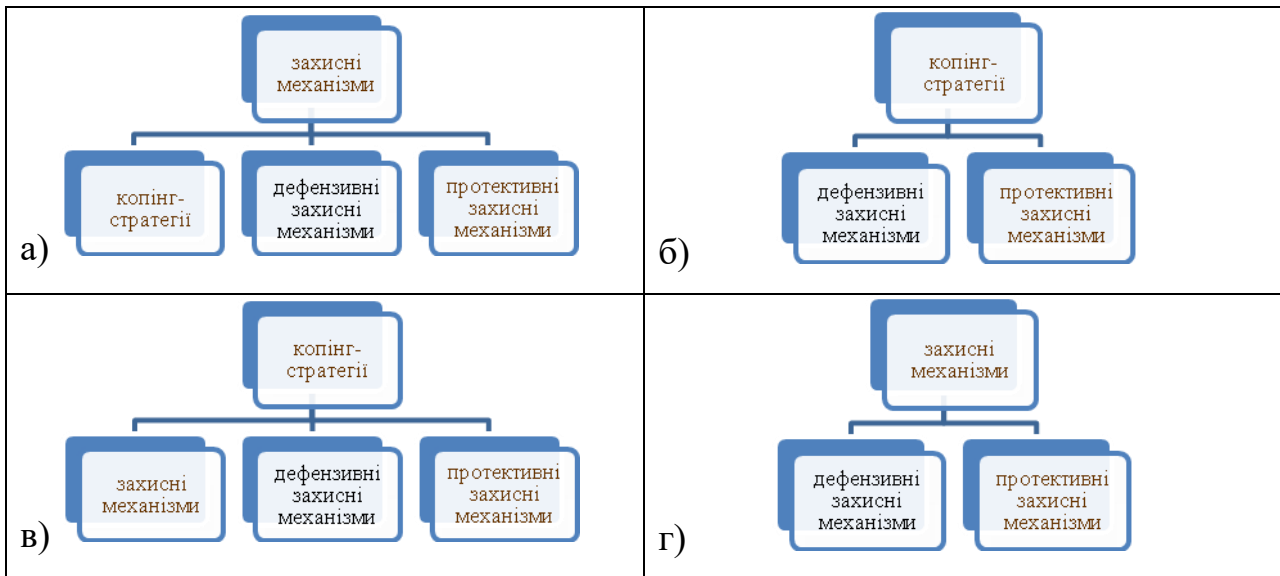 захисні
механізми
копінг-
стратегії
дефензивні
захисні
механізми
протективні
захисні
механізми
а)
копінг-
стратегії
дефензивні
захисні
механізми
протективні
захисні
механізми
б)
копінг-
стратегії
захисні
механізми
дефензивні
захисні
механізми
протективні
захисні
механізми
в)
захисні
механізми
дефензивні
захисні
механізми
протективні
захисні
механізми
г)